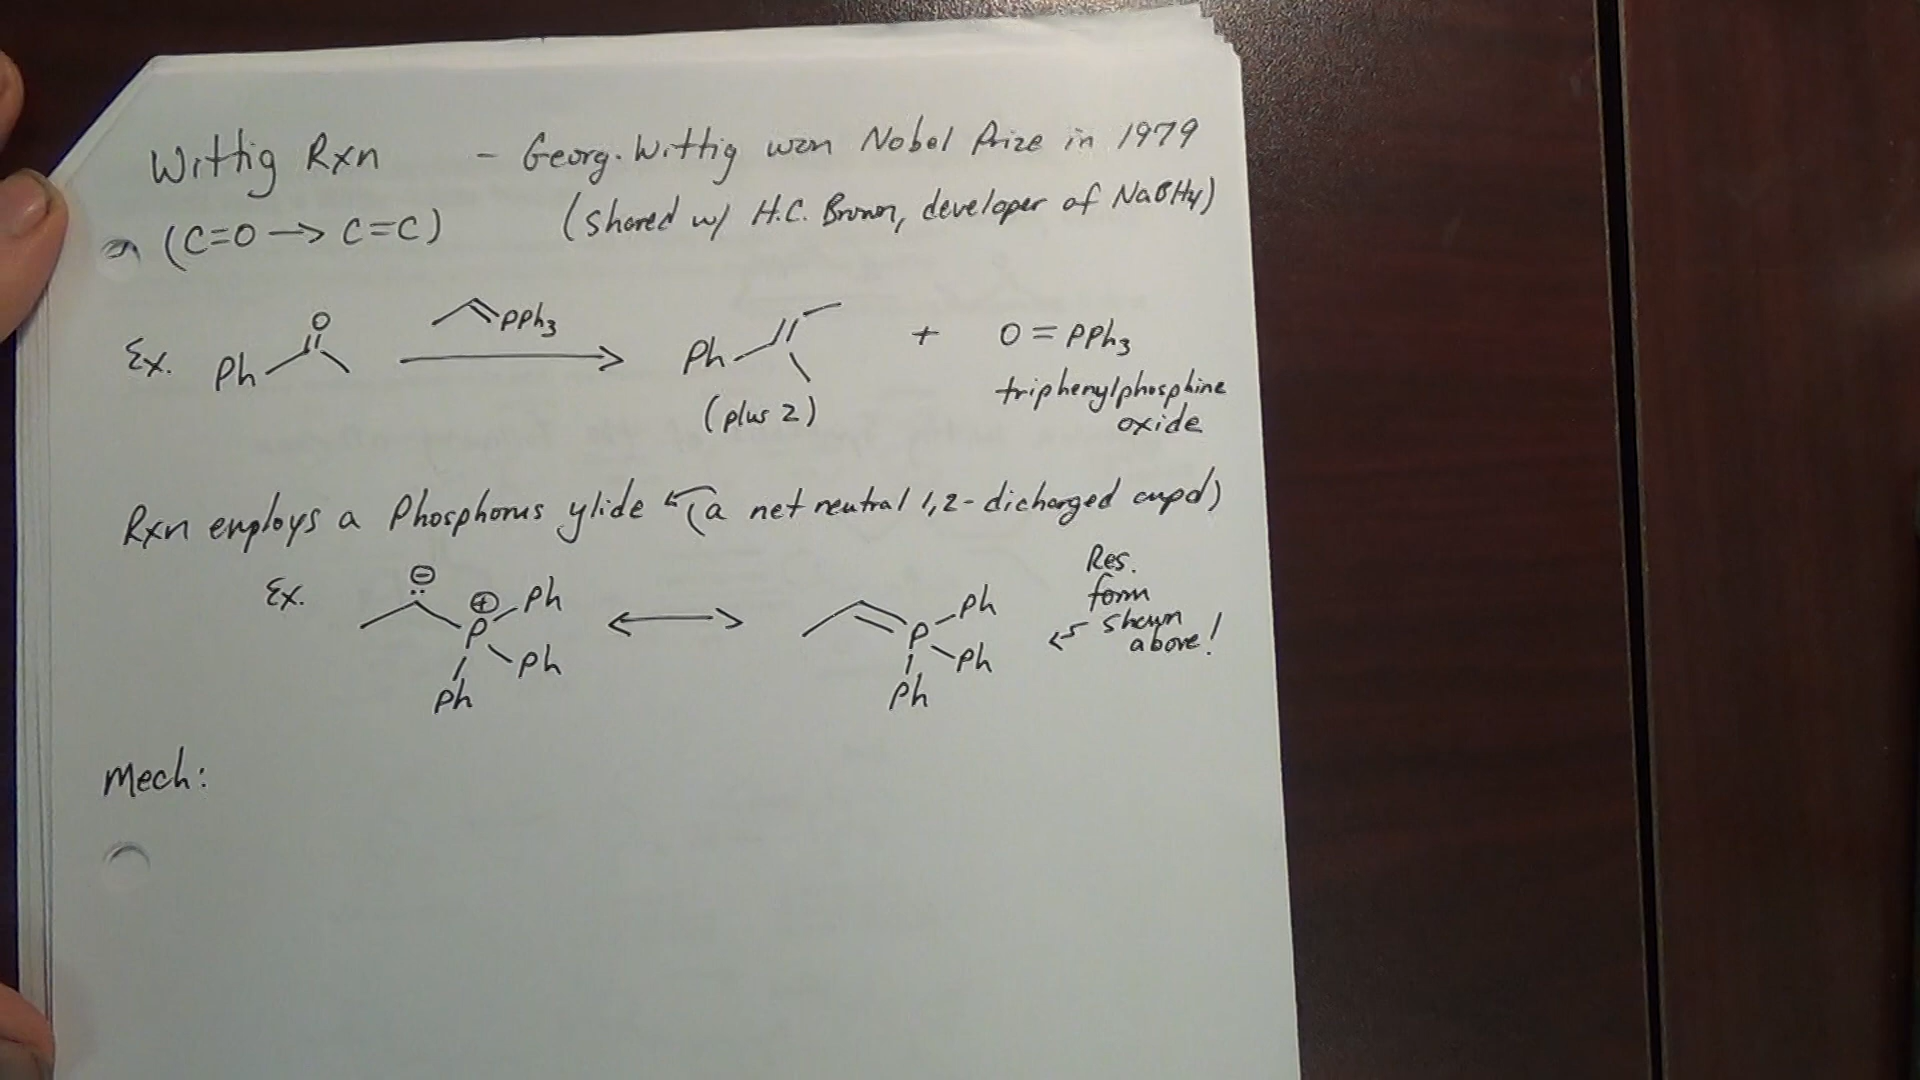 Wittig Rxn - Georg. Wittig won Nobel Prize in 1979
(C=O → C=C) (shared w/ H.C. Brown, developer of NaBH4)
Ex. Ph O PPh3 Ph + O = PPh3
(plus Z) triphenylphosphine
oxide
Rxn employs a Phosphorus ylide ← (a net neutral 1,2-dicharged cmpd)
Ex. ⊖ ⊕ P Ph Ph Ph ↔ P Ph Ph Ph
Res.
form
shown
above!
Mech: